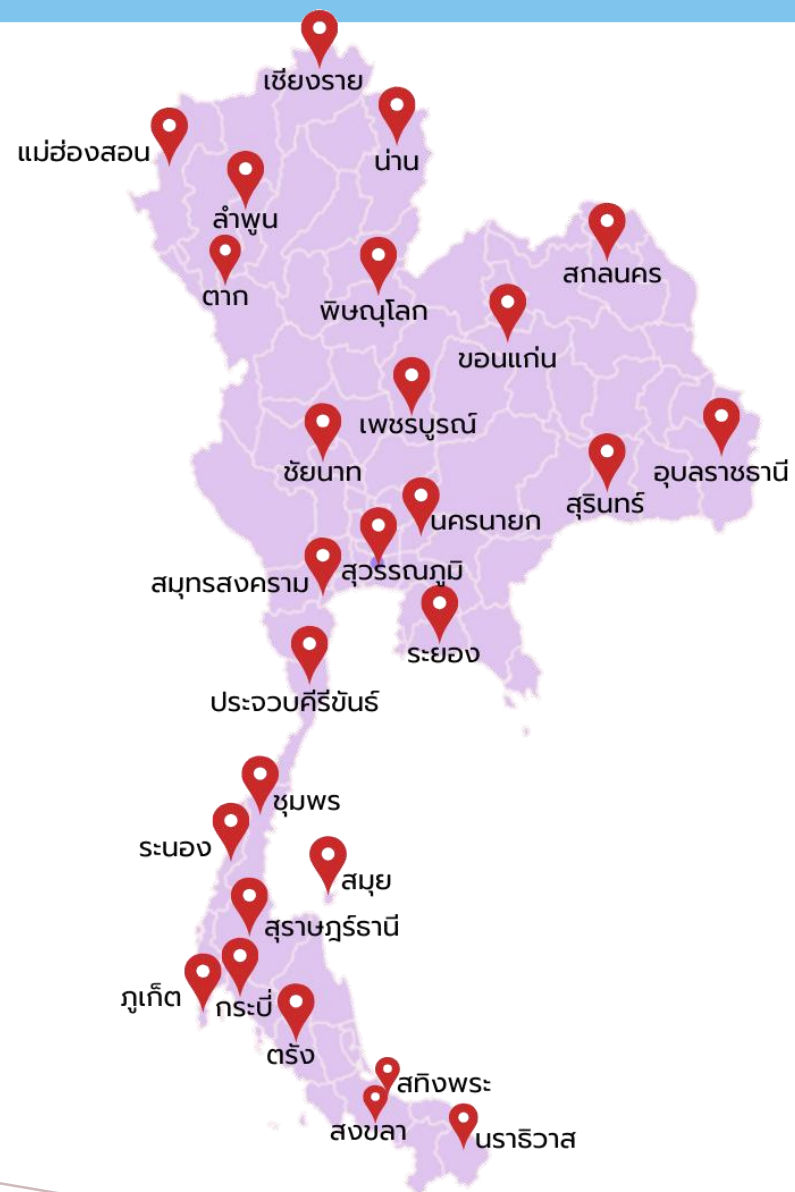 เชียงราย
แม่ฮ่องสอน
น่าน
ลำพูน
ตาก
สกลนคร
พิษณุโลก
ขอนแก่น
เพชรบูรณ์
ชัยนาท
อุบลราชธานี
สุรินทร์
นครนายก
สุวรรณภูมิ
สมุทรสงคราม
ระยอง
ประจวบคีรีขันธ์
ชุมพร
ระนอง
สมุย
สุราษฎร์ธานี
ภูเก็ต
กระบี่
ตรัง
สทิงพระ
สงขลา
นราธิวาส